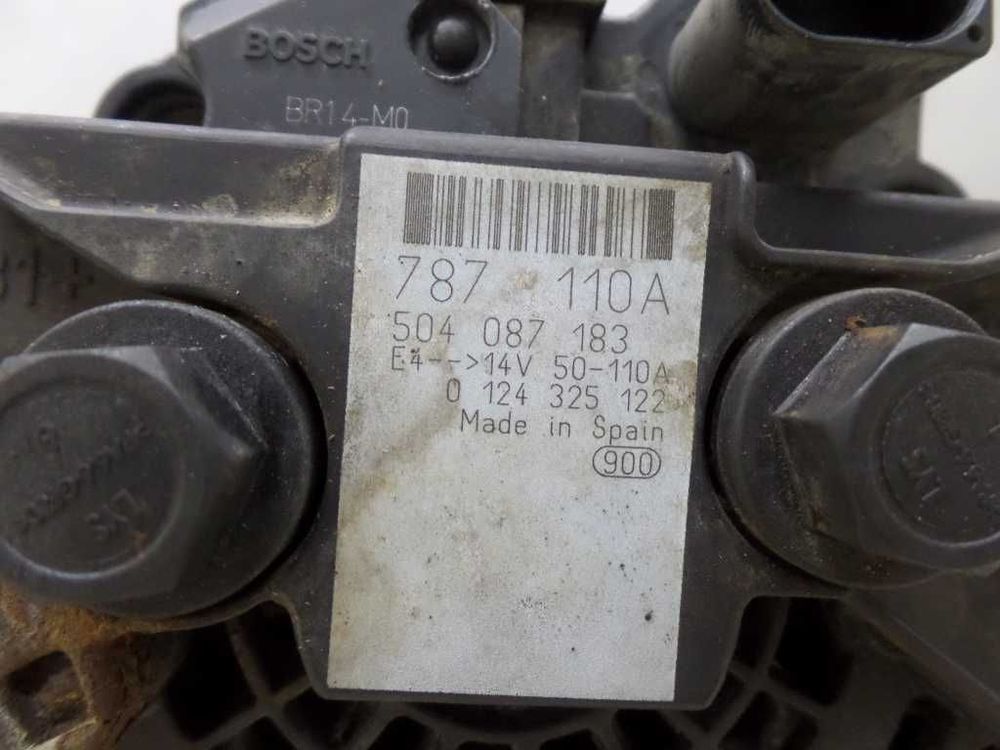 BOSCH
BR14-M0
787 110A
504 087 183
E4-->14V 50-110A
0 124 325 122
Made in Spain
900